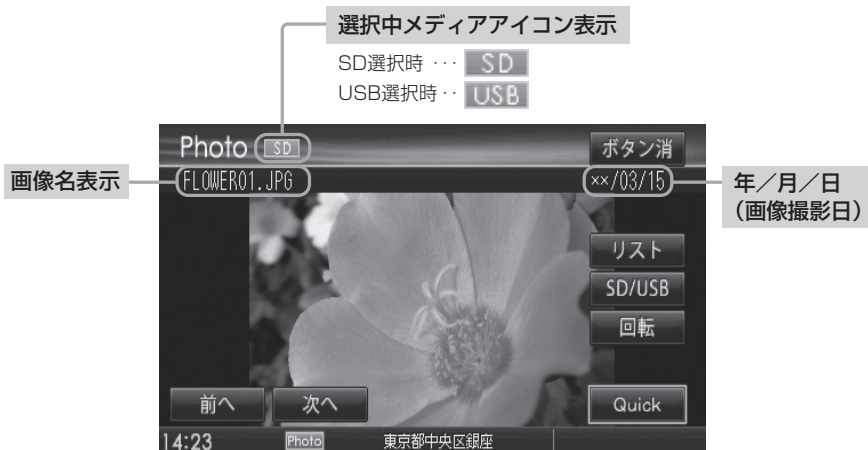 選択中メディアアイコン表示
SD選択時 ･･･ SD
USB選択時 ･･ USB
Photo SD ボタン消
画像名表示
FLOWER01.JPG ××/03/15
年／月／日
（画像撮影日）
リスト
SD/USB
回転
前へ 次へ Quick
14:23 Photo 東京都中央区銀座